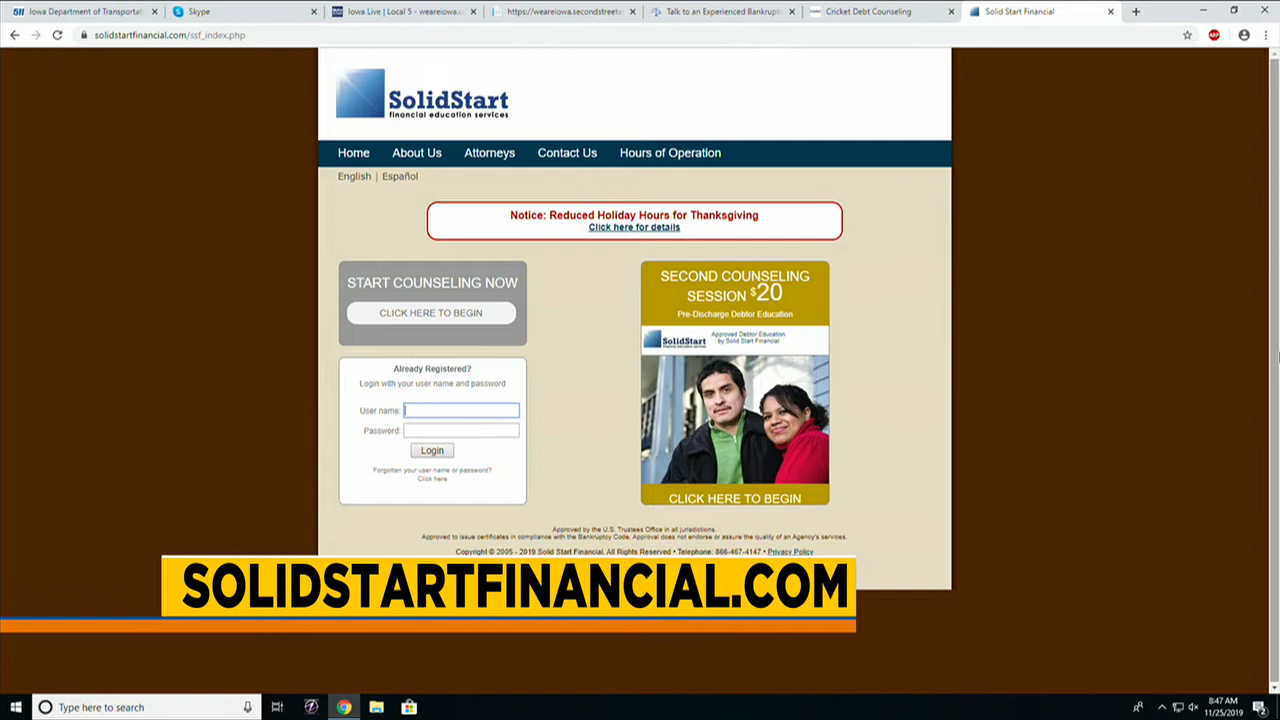 511 Iowa Department of Transportat
Skype
Iowa Live | Local 5 - weareiowa.c
https://weareiowa.secondstreeta
Talk to an Experienced Bankrupt
Cricket Debt Counseling
Solid Start Financial
solidstartfinancial.com/ssf_index.php
ABP
SolidStart
financial education services
Home About Us Attorneys Contact Us Hours of Operation
English | Español
Notice: Reduced Holiday Hours for Thanksgiving
Click here for details
START COUNSELING NOW
CLICK HERE TO BEGIN
Already Registered?
Login with your user name and password
User name:
Password:
Login
Forgotten your user name or password?
Click here
SECOND COUNSELING
SESSION $20
Pre-Discharge Debtor Education
SolidStart
Approved Debtor Education
by Solid Start Financial
CLICK HERE TO BEGIN
Approved by the U.S. Trustees Office in all jurisdictions.
Approved to issue certificates in compliance with the Bankruptcy Code. Approval does not endorse or assure the quality of an Agency's services.
Copyright © 2005 - 2019 Solid Start Financial. All Rights Reserved • Telephone: 866-467-4147 • Privacy Policy
SOLIDSTARTFINANCIAL.COM
Type here to search
8:47 AM
11/25/2019
2